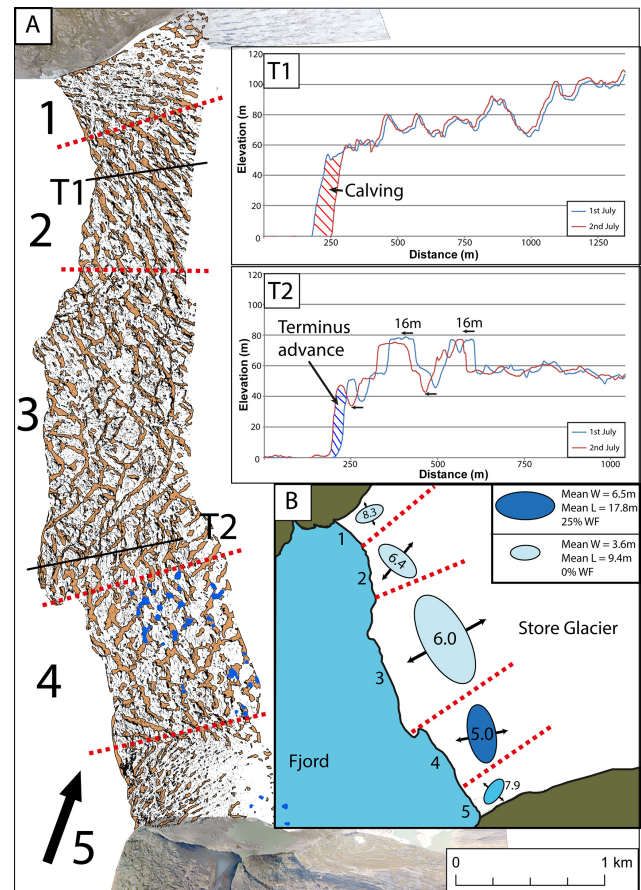 A
1
T1
2
3
T2
4
5
T1
Elevation (m)
120
100
80
60
40
20
0
Calving
250
500
750
1000
1250
Distance (m)
1st July
2nd July
T2
Elevation (m)
120
100
80
60
40
20
0
Terminus
advance
16m
16m
250
500
750
1000
Distance (m)
1st July
2nd July
B
Mean W = 6.5m
Mean L = 17.8m
25% WF
Mean W = 3.6m
Mean L = 9.4m
0% WF
8.3
1
6.4
2
6.0
Store Glacier
3
5.0
Fjord
4
7.9
5
0
1 km